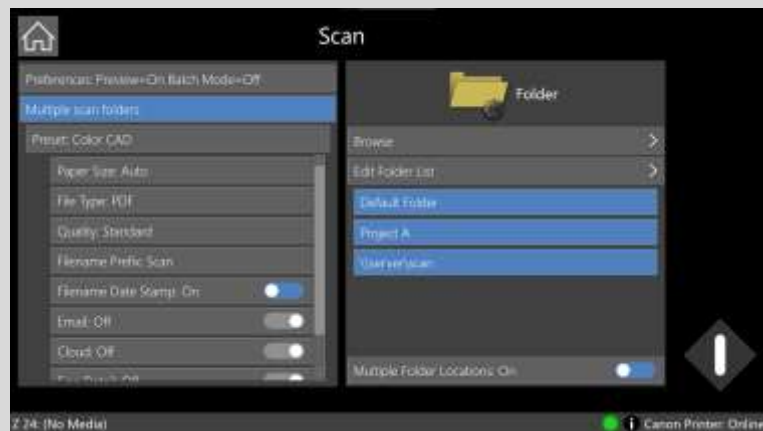 Scan
Preferences: Preview=On Batch Mode=Off
Multiple scan folders
Preset: Color CAD
Paper Size: Auto
File Type: PDF
Quality: Standard
Filename Prefix: Scan
Filename Date Stamp: On
Email: Off
Cloud: Off
Folder
Browse
Edit Folder List
Default Folder
Project A
Multiple Folder Locations: On
Z 24: (No Media)
Canon Printer: Online